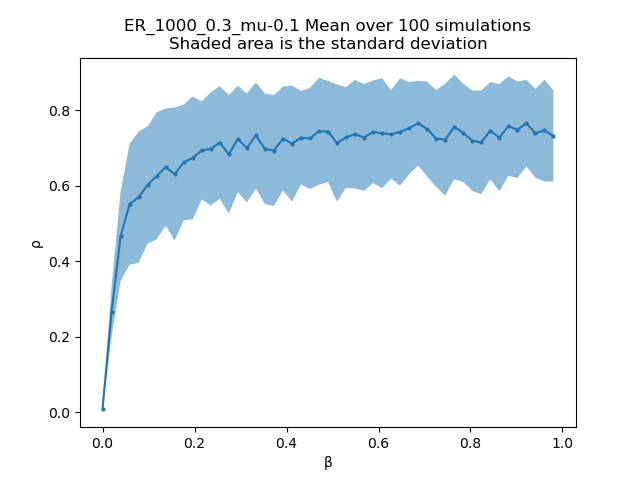 ER_1000_0.3_mu-0.1 Mean over 100 simulations
Shaded area is the standard deviation
0.8
0.6
ρ
0.4
0.2
0.0
0.0 0.2 0.4 0.6 0.8 1.0
β